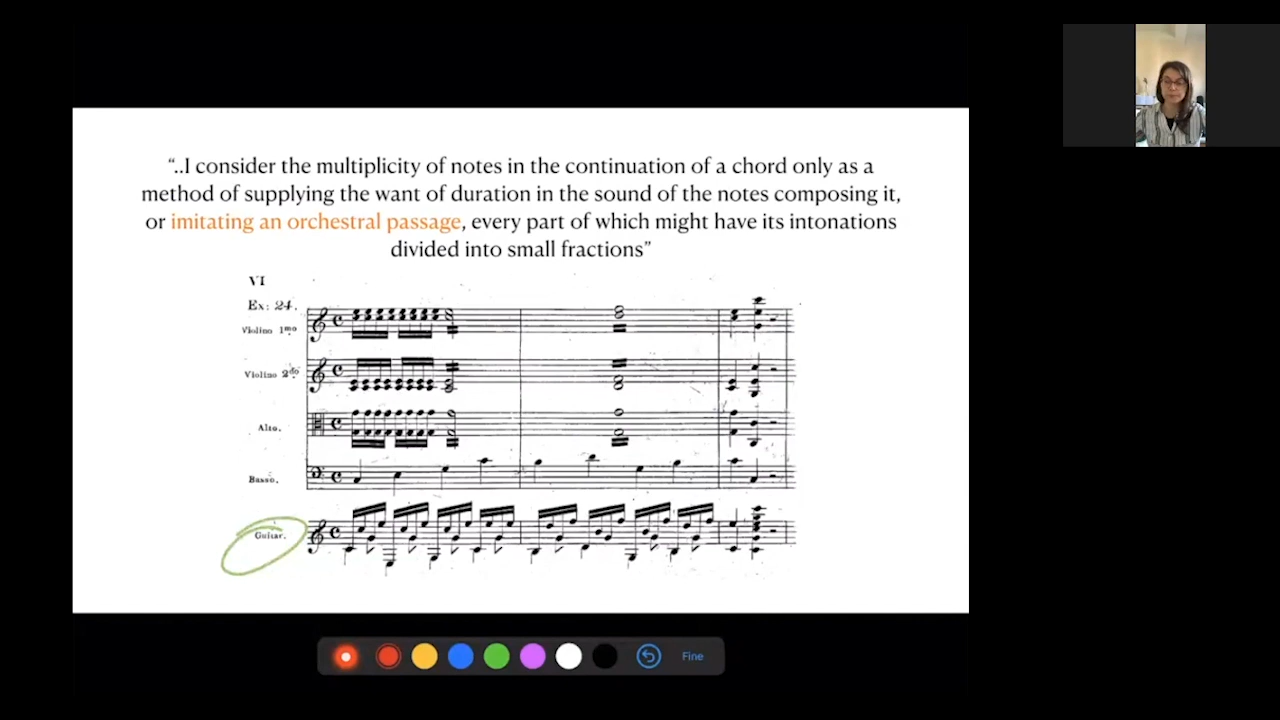 “..I consider the multiplicity of notes in the continuation of a chord only as a
method of supplying the want of duration in the sound of the notes composing it,
or imitating an orchestral passage, every part of which might have its intonations
divided into small fractions”
VI
Ex: 24.
Violino 1mo
Violino 2do
Alto.
Basso.
Guitar.
Fine